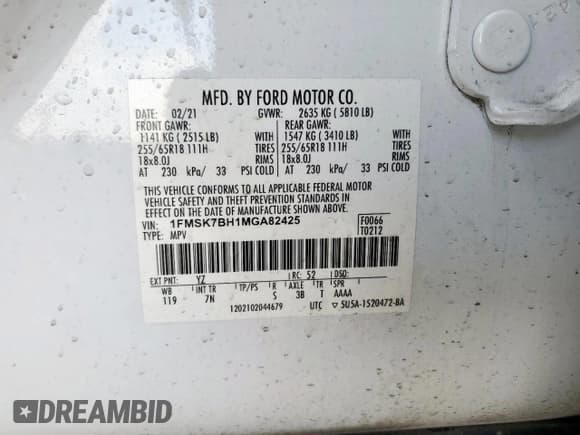 MFD. BY FORD MOTOR CO.
DATE: 02/21 GVWR: 2635 KG ( 5810 LB)
FRONT GAWR: REAR GAWR:
1141 KG ( 2515 LB) WITH 1547 KG ( 3410 LB) WITH
255/65R18 111H TIRES 255/65R18 111H TIRES
18x8.0J RIMS 18x8.0J RIMS
AT 230 kPa/ 33 PSI COLD AT 230 kPa/ 33 PSI COLD
THIS VEHICLE CONFORMS TO ALL APPLICABLE FEDERAL MOTOR
VEHICLE SAFETY AND THEFT PREVENTION STANDARDS IN
EFFECT ON THE DATE OF MANUFACTURE SHOWN ABOVE.
VIN: 1FMSK7BH1MGA82425 F0066
TYPE: MPV T0212
EXT PNT: YZ RC: 52 DSO:
WB INT TR TP/PS R AXLE TR SPR
119 7N S 3B T AAAA
1202102044679 UTC ▽ 5U5A-1520472-BA
DREAMBID